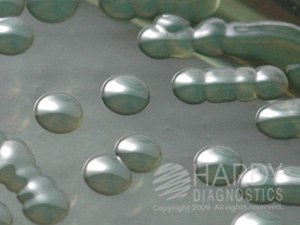 HARDY
DIAGNOSTICS
Copyright 2009. All rights reserved.